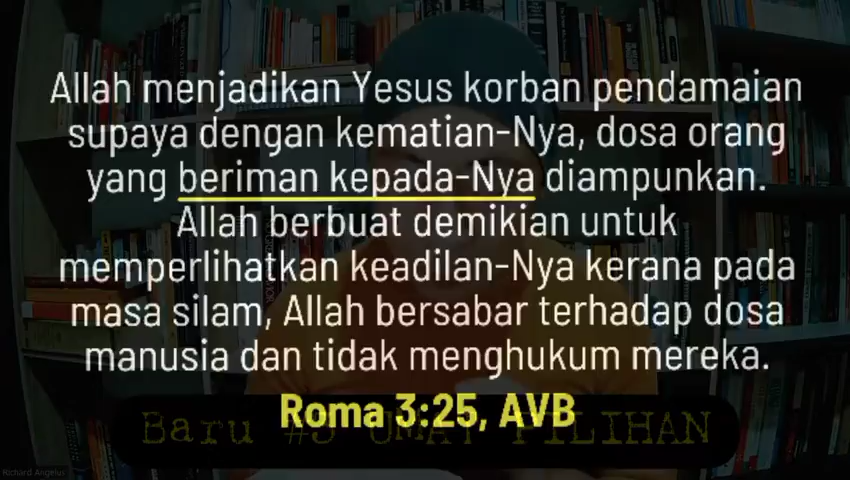 Allah menjadikan Yesus korban pendamaian
supaya dengan kematian-Nya, dosa orang
yang beriman kepada-Nya diampunkan.
Allah berbuat demikian untuk
memperlihatkan keadilan-Nya kerana pada
masa silam, Allah bersabar terhadap dosa
manusia dan tidak menghukum mereka.
Roma 3:25, AVB
Baru #3 UMAT PILIHAN
Richard Angelus